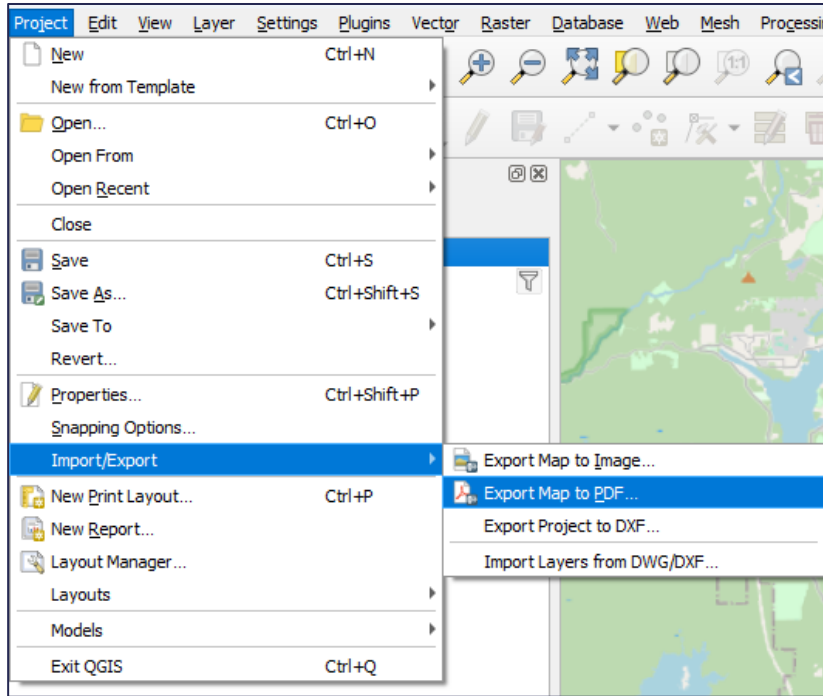 Project Edit View Layer Settings Plugins Vector Raster Database Web Mesh Processi
New Ctrl+N
New from Template
Open... Ctrl+O
Open From
Open Recent
Close
Save Ctrl+S
Save As... Ctrl+Shift+S
Save To
Revert...
Properties... Ctrl+Shift+P
Snapping Options...
Import/Export
Export Map to Image...
New Print Layout... Ctrl+P
Export Map to PDF...
New Report...
Export Project to DXF...
Layout Manager...
Import Layers from DWG/DXF...
Layouts
Models
Exit QGIS Ctrl+Q
1:1